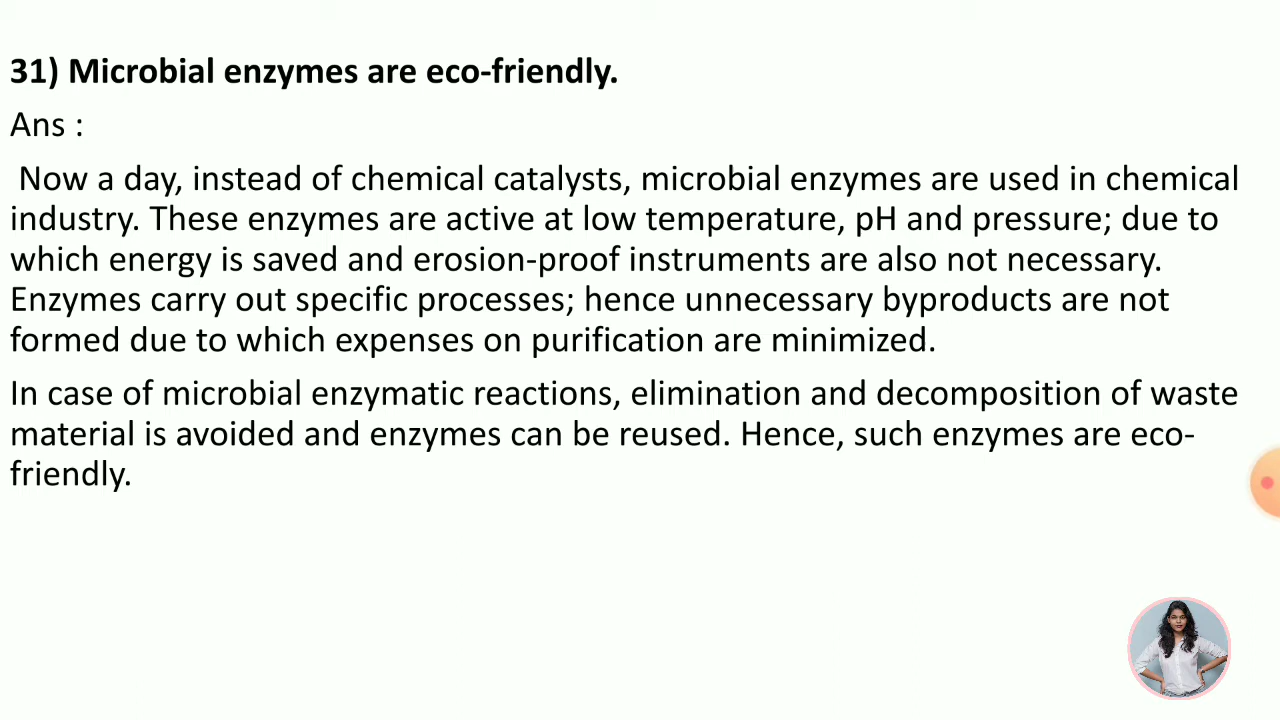 31) Microbial enzymes are eco-friendly.
Ans :
Now a day, instead of chemical catalysts, microbial enzymes are used in chemical
industry. These enzymes are active at low temperature, pH and pressure; due to
which energy is saved and erosion-proof instruments are also not necessary.
Enzymes carry out specific processes; hence unnecessary byproducts are not
formed due to which expenses on purification are minimized.
In case of microbial enzymatic reactions, elimination and decomposition of waste
material is avoided and enzymes can be reused. Hence, such enzymes are eco-
friendly.